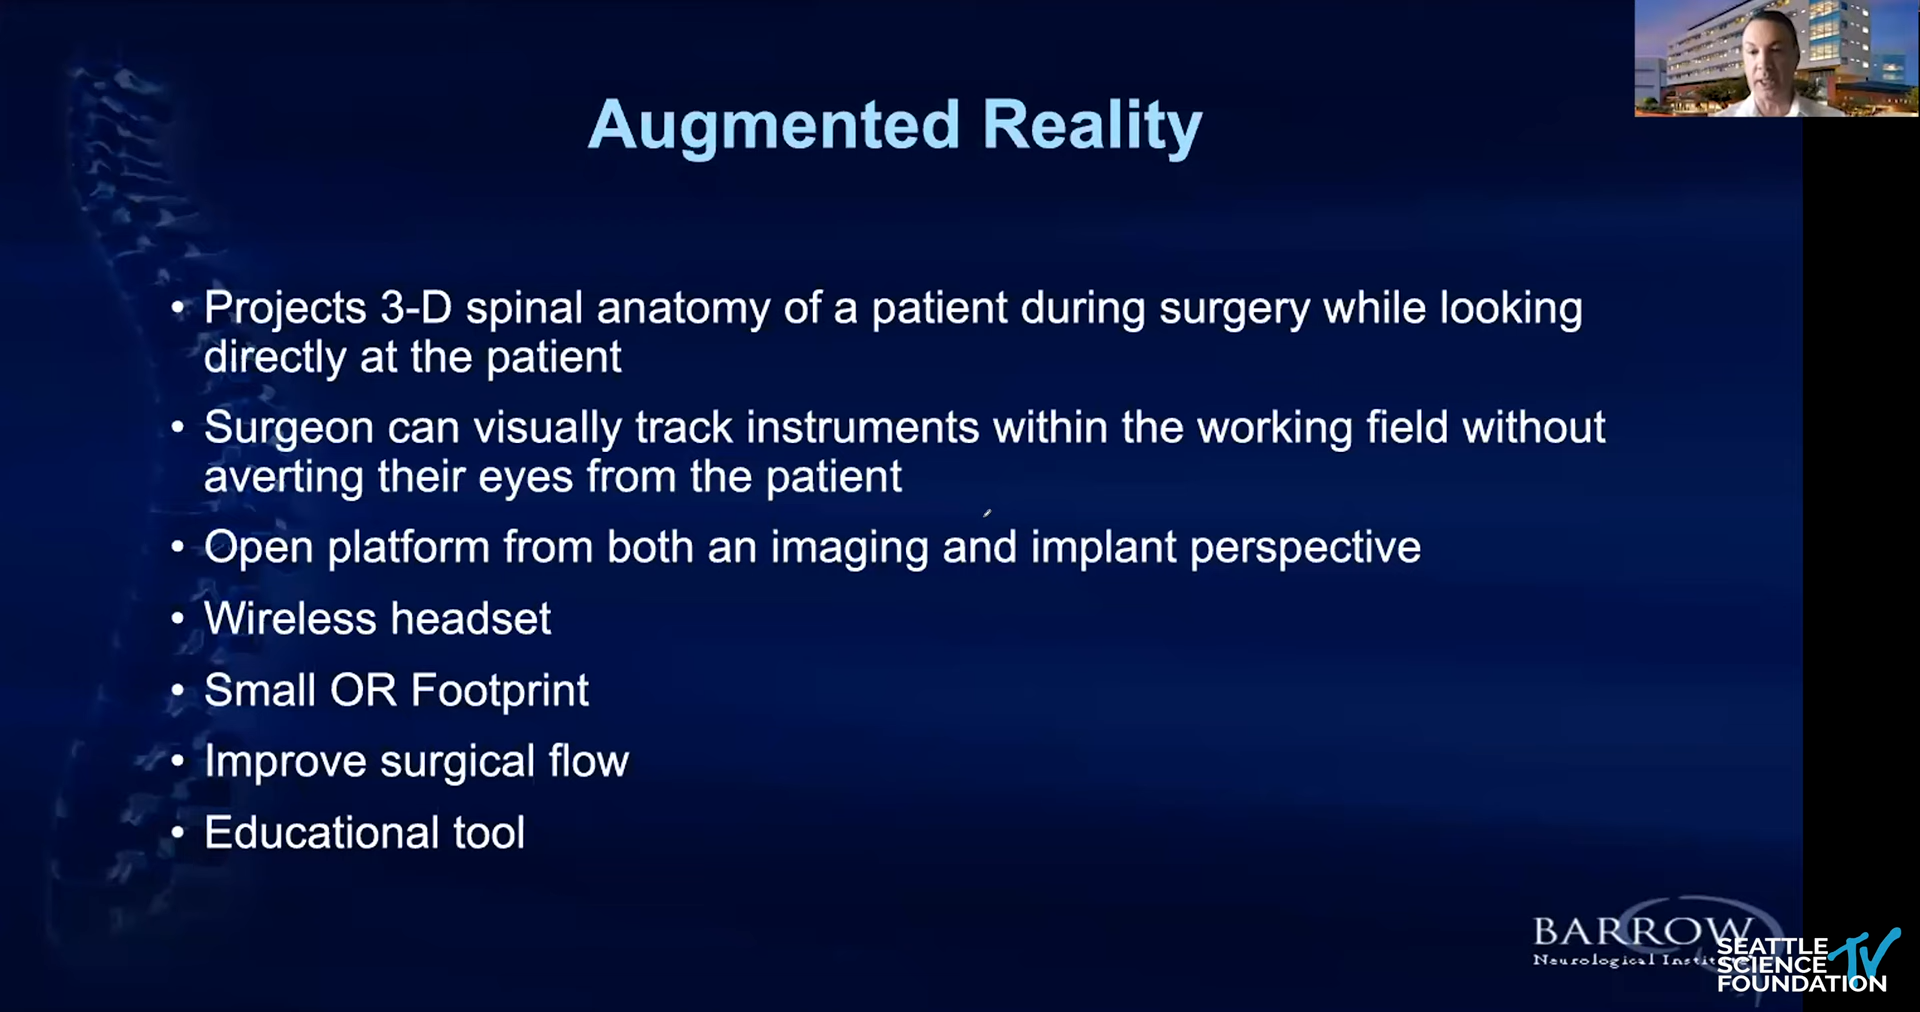 Augmented Reality
• Projects 3-D spinal anatomy of a patient during surgery while looking
directly at the patient
• Surgeon can visually track instruments within the working field without
averting their eyes from the patient
• Open platform from both an imaging and implant perspective
• Wireless headset
• Small OR Footprint
• Improve surgical flow
• Educational tool
BARROW
Neurological
SEATTLE
SCIENCE TV
FOUNDATION